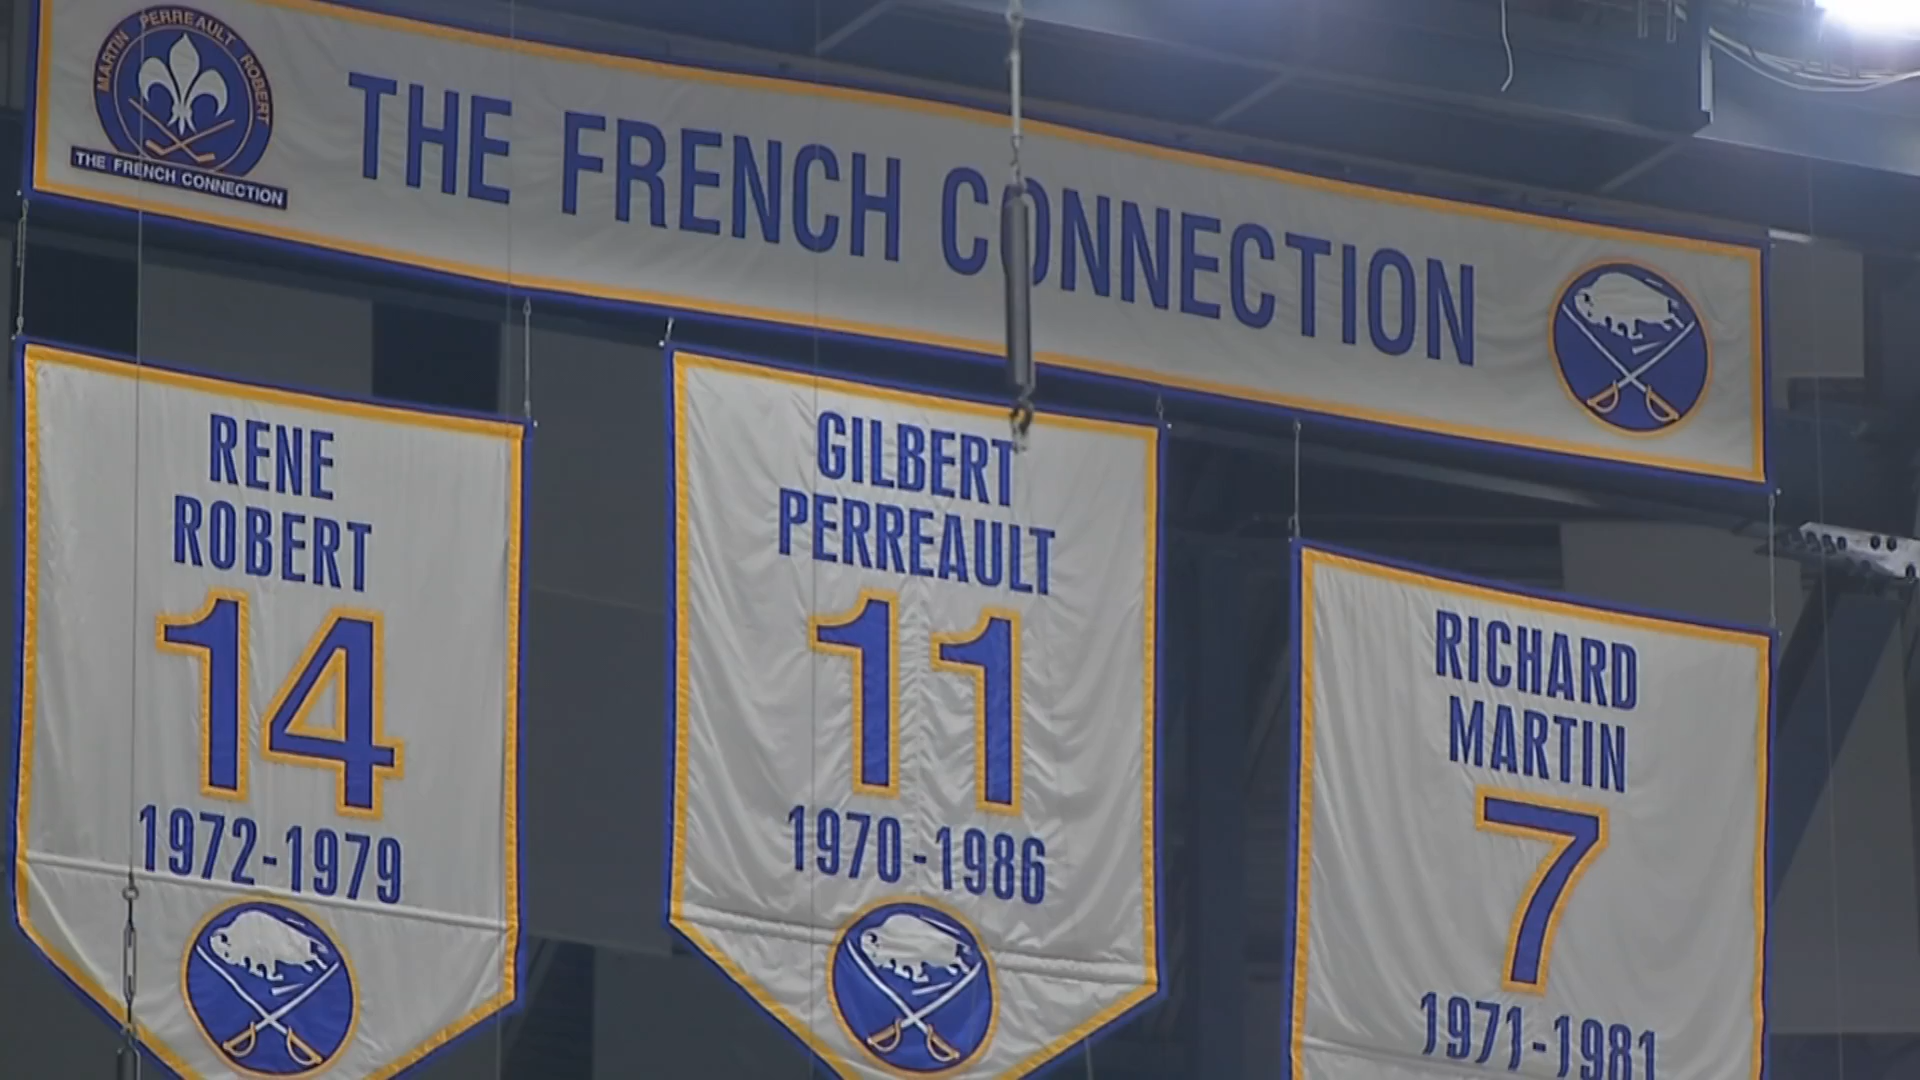 MARTIN PERREAULT ROBERT
THE FRENCH CONNECTION
THE FRENCH CONNECTION
RENE
ROBERT
14
1972-1979
GILBERT
PERREAULT
11
1970-1986
RICHARD
MARTIN
7
1971-1981